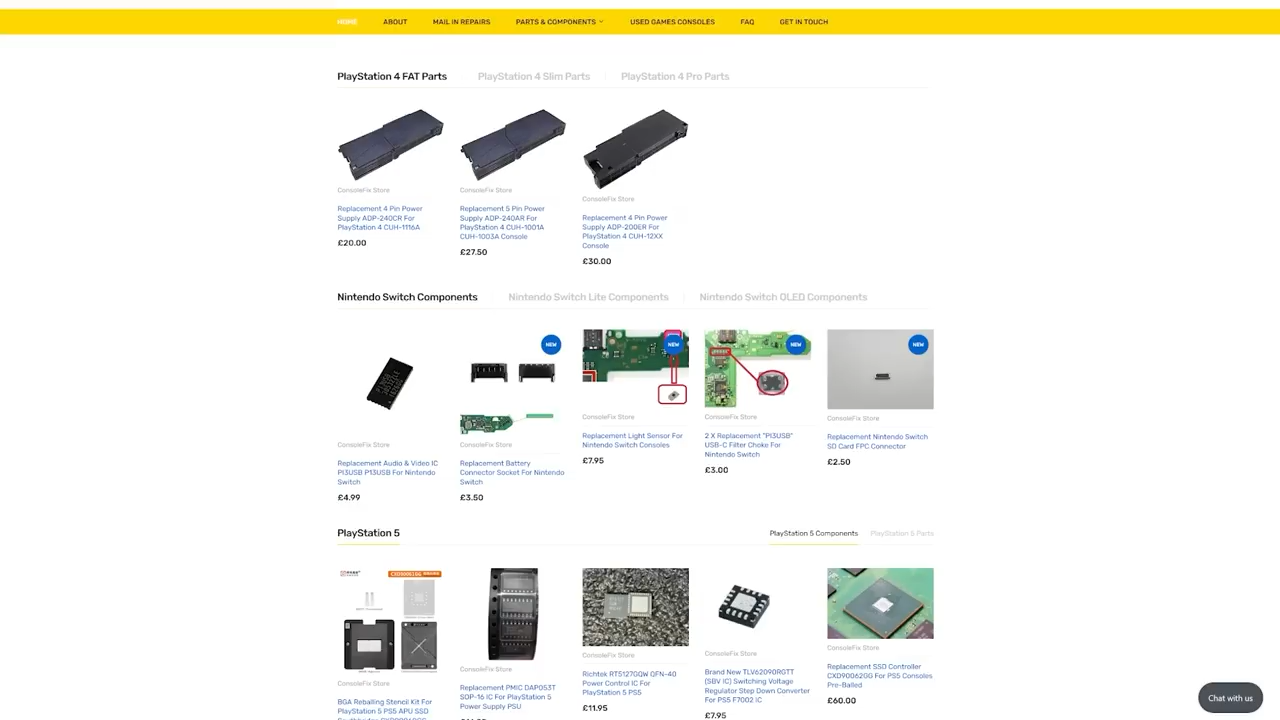 HOME ABOUT MAIL IN REPAIRS PARTS & COMPONENTS USED GAMES CONSOLES FAQ GET IN TOUCH
PlayStation 4 FAT Parts PlayStation 4 Slim Parts PlayStation 4 Pro Parts
ConsoleFix Store
Replacement 4 Pin Power
Supply ADP-240CR For
PlayStation 4 CUH-1116A
£20.00
ConsoleFix Store
Replacement 5 Pin Power
Supply ADP-240AR For
PlayStation 4 CUH-1001A
CUH-1003A Console
£27.50
ConsoleFix Store
Replacement 4 Pin Power
Supply ADP-200ER For
PlayStation 4 CUH-12XX
Console
£30.00
Nintendo Switch Components Nintendo Switch Lite Components Nintendo Switch OLED Components
ConsoleFix Store
Replacement Audio & Video IC
PI3USB P13USB For Nintendo
Switch
£4.99
NEW
ConsoleFix Store
Replacement Battery
Connector Socket For Nintendo
Switch
£3.50
NEW
ConsoleFix Store
Replacement Light Sensor For
Nintendo Switch Consoles
£7.95
NEW
ConsoleFix Store
2 X Replacement "PI3USB"
USB-C Filter Choke For
Nintendo Switch
£3.00
NEW
ConsoleFix Store
Replacement Nintendo Switch
SD Card FPC Connector
£2.50
PlayStation 5 PlayStation 5 Components PlayStation 5 Parts
ConsoleFix Store
BGA Reballing Stencil Kit For
PlayStation 5 PS5 APU SSD
ConsoleFix Store
Replacement PMIC DAP053T
SOP-16 IC For PlayStation 5
Power Supply PSU
ConsoleFix Store
Richtek RT5127GQW QFN-40
Power Control IC For
PlayStation 5 PS5
£11.95
ConsoleFix Store
Brand New TLV62090RGTT
(SBV IC) Switching Voltage
Regulator Step Down Converter
For PS5 F7002 IC
£7.95
ConsoleFix Store
Replacement SSD Controller
CXD90062GG For PS5 Consoles
Pre-Balled
£60.00
Chat with us